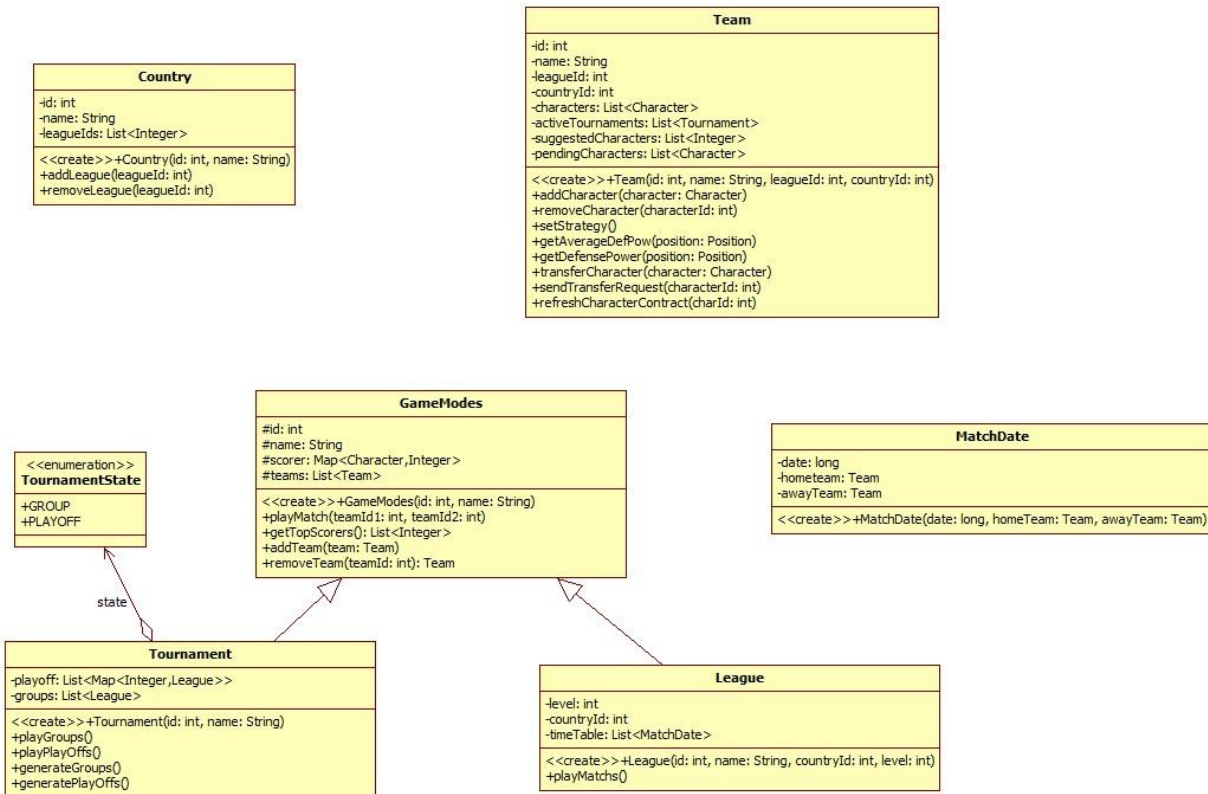 Country
-id: int
-name: String
-leagueIds: List<Integer>
<<create>>+Country(id: int, name: String)
+addLeague(leagueId: int)
+removeLeague(leagueId: int)
Team
-id: int
-name: String
-leagueId: int
-countryId: int
-characters: List<Character>
-activeTournaments: List<Tournament>
-suggestedCharacters: List<Integer>
-pendingCharacters: List<Character>
<<create>>+Team(id: int, name: String, leagueId: int, countryId: int)
+addCharacter(character: Character)
+removeCharacter(characterId: int)
+setStrategy()
+getAverageDefPow(position: Position)
+getDefensePower(position: Position)
+transferCharacter(character: Character)
+sendTransferRequest(characterId: int)
+refreshCharacterContract(charId: int)
GameModes
#id: int
#name: String
#scorer: Map<Character,Integer>
#teams: List<Team>
<<create>>+GameModes(id: int, name: String)
+playMatch(teamId1: int, teamId2: int)
+getTopScorers(): List<Integer>
+addTeam(team: Team)
+removeTeam(teamId: int): Team
MatchDate
-date: long
-hometeam: Team
-awayTeam: Team
<<create>>+MatchDate(date: long, homeTeam: Team, awayTeam: Team)
<<enumeration>>
TournamentState
+GROUP
+PLAYOFF
state
Tournament
-playoff: List<Map<Integer,League>>
-groups: List<League>
<<create>>+Tournament(id: int, name: String)
+playGroups()
+playPlayOffs()
+generateGroups()
+generatePlayOffs()
League
-level: int
-countryId: int
-timeTable: List<MatchDate>
<<create>>+League(id: int, name: String, countryId: int, level: int)
+playMatchs()